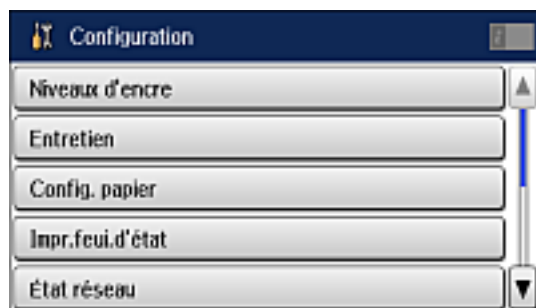 Configuration
Niveaux d'encre
Entretien
Config. papier
Impr.feui.d'état
État réseau